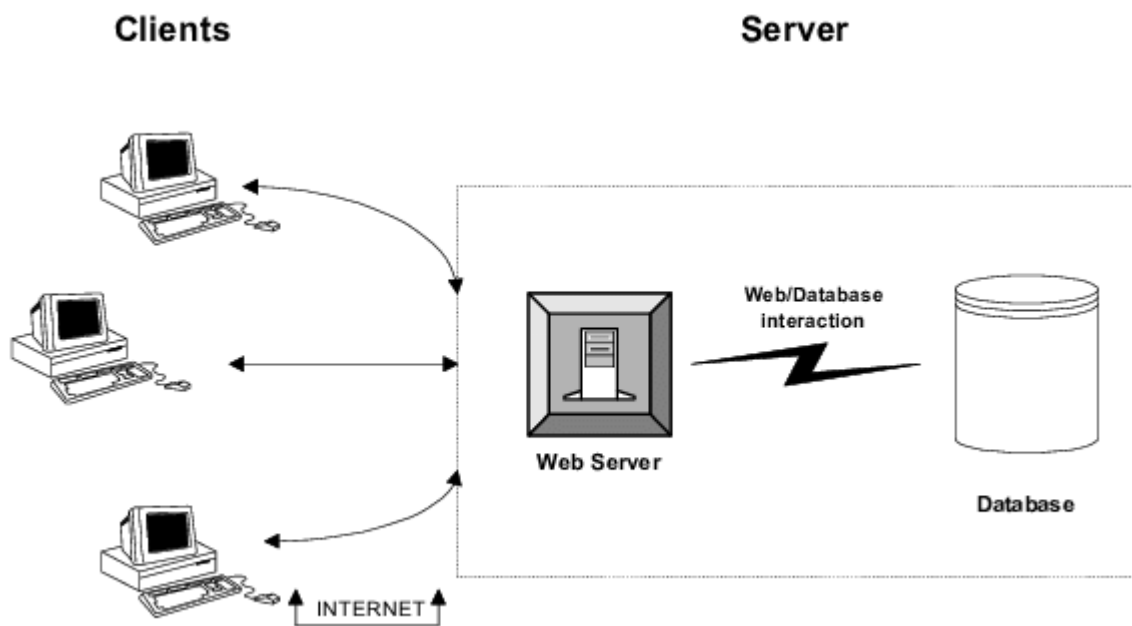 Clients
Server
Web/Database
interaction
Web Server
Database
INTERNET